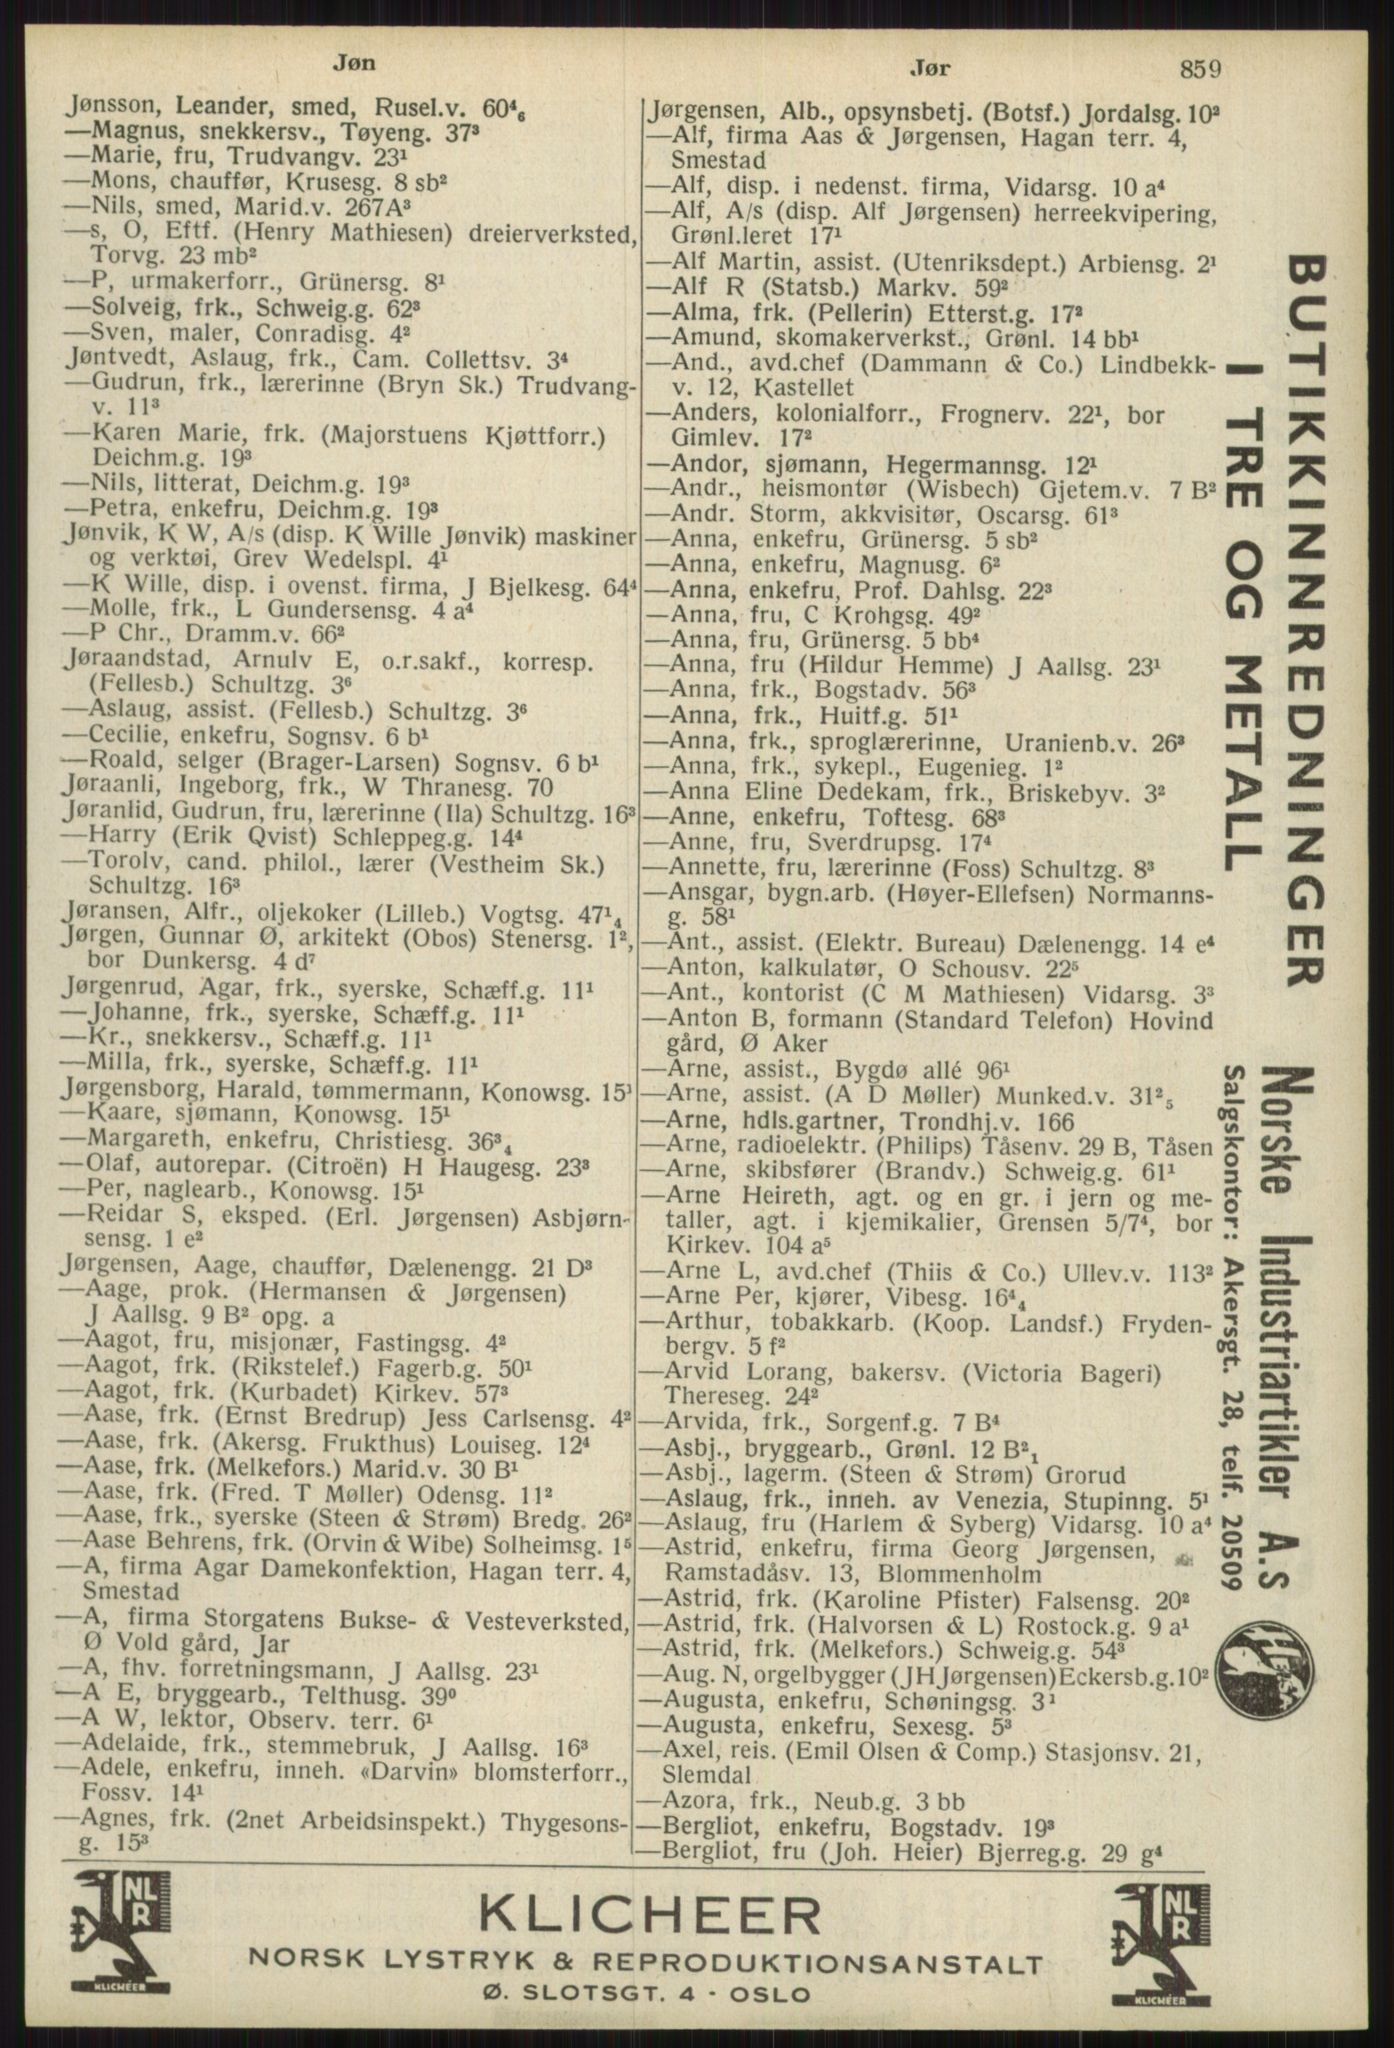 Jøn
Jør
859
Jønsson, Leander, smed, Rusel.v. 60⁴₆
—Magnus, snekkersv., Tøyeng. 37³
—Marie, fru, Trudvangv. 23¹
—Mons, chauffør, Krusesg. 8 sb²
—Nils, smed, Marid.v. 267A³
—s, O, Eftf. (Henry Mathiesen) dreierverksted,
Torvg. 23 mb²
—P, urmakerforr., Grünersg. 8¹
—Solveig, frk., Schweig.g. 62³
—Sven, maler, Conradisg. 4²
Jøntvedt, Aslaug, frk., Cam. Collettsv. 3⁴
—Gudrun, frk., lærerinne (Bryn Sk.) Trudvang-
v. 11³
—Karen Marie, frk. (Majorstuens Kjøttforr.)
Deichm.g. 19³
—Nils, litterat, Deichm.g. 19³
—Petra, enkefru, Deichm.g. 19³
Jønvik, K W, A/s (disp. K Wille Jønvik) maskiner
og verktøi, Grev Wedelspl. 4¹
—K Wille, disp. i ovenst. firma, J Bjelkesg. 64⁴
—Molle, frk., L Gundersensg. 4 a⁴
—P Chr., Dramm.v. 66²
Jøraandstad, Arnulv E, o.r.sakf., korresp.
(Fellesb.) Schultzg. 3⁶
—Aslaug, assist. (Fellesb.) Schultzg. 3⁶
—Cecilie, enkefru, Sognsv. 6 b¹
—Roald, selger (Brager-Larsen) Sognsv. 6 b¹
Jøraanli, Ingeborg, frk., W Thranesg. 70
Jøranlid, Gudrun, fru, lærerinne (Ila) Schultzg. 16³
—Harry (Erik Qvist) Schleppeg.g. 14⁴
—Torolv, cand. philol., lærer (Vestheim Sk.)
Schultzg. 16³
Jøransen, Alfr., oljekoker (Lilleb.) Vogtsg. 47¹₄
Jørgen, Gunnar Ø, arkitekt (Obos) Stenersg. 1²,
bor Dunkersg. 4 d⁷
Jørgenrud, Agar, frk., syerske, Schæff.g. 11¹
—Johanne, frk., syerske, Schæff.g. 11¹
—Kr., snekkersv., Schæff.g. 11¹
—Milla, frk., syerske, Schæff.g. 11¹
Jørgensborg, Harald, tømmermann, Konowsg. 15¹
—Kaare, sjømann, Konowsg. 15¹
—Margareth, enkefru, Christiesg. 36³₄
—Olaf, autorepar. (Citroën) H Haugesg. 23³
—Per, naglearb., Konowsg. 15¹
—Reidar S, eksped. (Erl. Jørgensen) Asbjørn-
sensg. 1 e²
Jørgensen, Aage, chauffør, Dælenengg. 21 D³
—Aage, prok. (Hermansen & Jørgensen)
J Aallsg. 9 B² opg. a
—Aagot, fru, misjonær, Fastingsg. 4²
—Aagot, frk. (Rikstelef.) Fagerb.g. 50¹
—Aagot, frk. (Kurbadet) Kirkev. 57³
—Aase, frk. (Ernst Bredrup) Jess Carlsensg. 4²
—Aase, frk. (Akersg. Frukthus) Louiseg. 12⁴
—Aase, frk. (Melkefors.) Marid.v. 30 B¹
—Aase, frk. (Fred. T Møller) Odensg. 11²
—Aase, frk., syerske (Steen & Strøm) Bredg. 26²
—Aase Behrens, frk. (Orvin & Wibe) Solheimsg. 1⁵
—A, firma Agar Damekonfektion, Hagan terr. 4,
Smestad
—A, firma Storgatens Bukse- & Vesteverksted,
Ø Vold gård, Jar
—A, fhv. forretningsmann, J Aallsg. 23¹
—A E, bryggearb., Telthusg. 39⁰
—A W, lektor, Observ. terr. 6¹
—Adelaide, frk., stemmebruk, J Aallsg. 16³
—Adele, enkefru, inneh. «Darvin» blomsterforr.,
Fossv. 14¹
—Agnes, frk. (2net Arbeidsinspekt.) Thygesons-
g. 15³
Jørgensen, Alb., opsynsbetj. (Botsf.) Jordalsg. 10²
—Alf, firma Aas & Jørgensen, Hagan terr. 4,
Smestad
—Alf, disp. i nedenst. firma, Vidarsg. 10 a⁴
—Alf, A/s (disp. Alf Jørgensen) herreekvipering,
Grønl.leret 17¹
—Alf Martin, assist. (Utenriksdept.) Arbiensg. 2¹
—Alf R (Statsb.) Markv. 59²
—Alma, frk. (Pellerin) Etterst.g. 17²
—Amund, skomakerverkst., Grønl. 14 bb¹
—And., avd.chef (Dammann & Co.) Lindbekk-
v. 12, Kastellet
—Anders, kolonialforr., Frognerv. 22¹, bor
Gimlev. 17²
—Andor, sjømann, Hegermannsg. 12¹
—Andr., heismontør (Wisbech) Gjetem.v. 7 B²
—Andr. Storm, akkvisitør, Oscarsg. 61³
—Anna, enkefru, Grünersg. 5 sb²
—Anna, enkefru, Magnusg. 6²
—Anna, enkefru, Prof. Dahlsg. 22³
—Anna, fru, C Krohgsg. 49²
—Anna, fru, Grünersg. 5 bb⁴
—Anna, fru (Hildur Hemme) J Aallsg. 23¹
—Anna, frk., Bogstadv. 56³
—Anna, frk., Huitf.g. 51¹
—Anna, frk., sproglærerinne, Uranienb.v. 26³
—Anna, frk., sykepl., Eugenieg. 1²
—Anna Eline Dedekam, frk., Briskebyv. 3²
—Anne, enkefru, Toftesg. 68³
—Anne, fru, Sverdrupsg. 17⁴
—Annette, fru, lærerinne (Foss) Schultzg. 8³
—Ansgar, bygn.arb. (Høyer-Ellefsen) Normanns-
g. 58¹
—Ant., assist. (Elektr. Bureau) Dælenengg. 14 e⁴
—Anton, kalkulatør, O Schousv. 22⁵
—Ant., kontorist (C M Mathiesen) Vidarsg. 3³
—Anton B, formann (Standard Telefon) Hovind
gård, Ø Aker
—Arne, assist., Bygdø allé 96¹
—Arne, assist. (A D Møller) Munked.v. 31²₅
—Arne, hdls.gartner, Trondhj.v. 166
—Arne, radioelektr. (Philips) Tåsenv. 29 B, Tåsen
—Arne, skibsfører (Brandv.) Schweig.g. 61¹
—Arne Heireth, agt. og en gr. i jern og me-
taller, agt. i kjemikalier, Grensen 5/7⁴, bor
Kirkev. 104 a⁵
—Arne L, avd.chef (Thiis & Co.) Ullev.v. 113²
—Arne Per, kjører, Vibesg. 16⁴₄
—Arthur, tobakkarb. (Koop. Landsf.) Fryden-
bergv. 5 f²
—Arvid Lorang, bakersv. (Victoria Bageri)
Thereseg. 24²
—Arvida, frk., Sorgenf.g. 7 B⁴
—Asbj., bryggearb., Grønl. 12 B²₁
—Asbj., lagerm. (Steen & Strøm) Grorud
—Aslaug, frk., inneh. av Venezia, Stupinng. 5¹
—Aslaug, fru (Harlem & Syberg) Vidarsg. 10 a⁴
—Astrid, enkefru, firma Georg Jørgensen,
Ramstadåsv. 13, Blommenholm
—Astrid, frk. (Karoline Pfister) Falsensg. 20²
—Astrid, frk. (Halvorsen & L) Rostock.g. 9 a¹
—Astrid, frk. (Melkefors.) Schweig.g. 54³
—Aug. N, orgelbygger (JH Jørgensen) Eckersb.g. 10²
—Augusta, enkefru, Schøningsg. 3¹
—Augusta, enkefru, Sexesg. 5³
—Axel, reis. (Emil Olsen & Comp.) Stasjonsv. 21,
Slemdal
—Azora, frk., Neub.g. 3 bb
—Bergliot, enkefru, Bogstadv. 19³
—Bergliot, fru (Joh. Heier) Bjerreg.g. 29 g⁴
BUTIKKINNREDNINGER
I TRE OG METALL
Norske Industriartikler A.s
Salgskontor: Akersgt. 28, telf. 20509
NLR
KLICHÉER
KLICHEER
NORSK LYSTRYK & REPRODUKTIONSANSTALT
Ø. SLOTSGT. 4 · OSLO
NLR
KLICHÉER